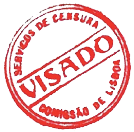 SERVIÇOS DE CENSURA
VISADO
COMISSÃO DE LISBOA